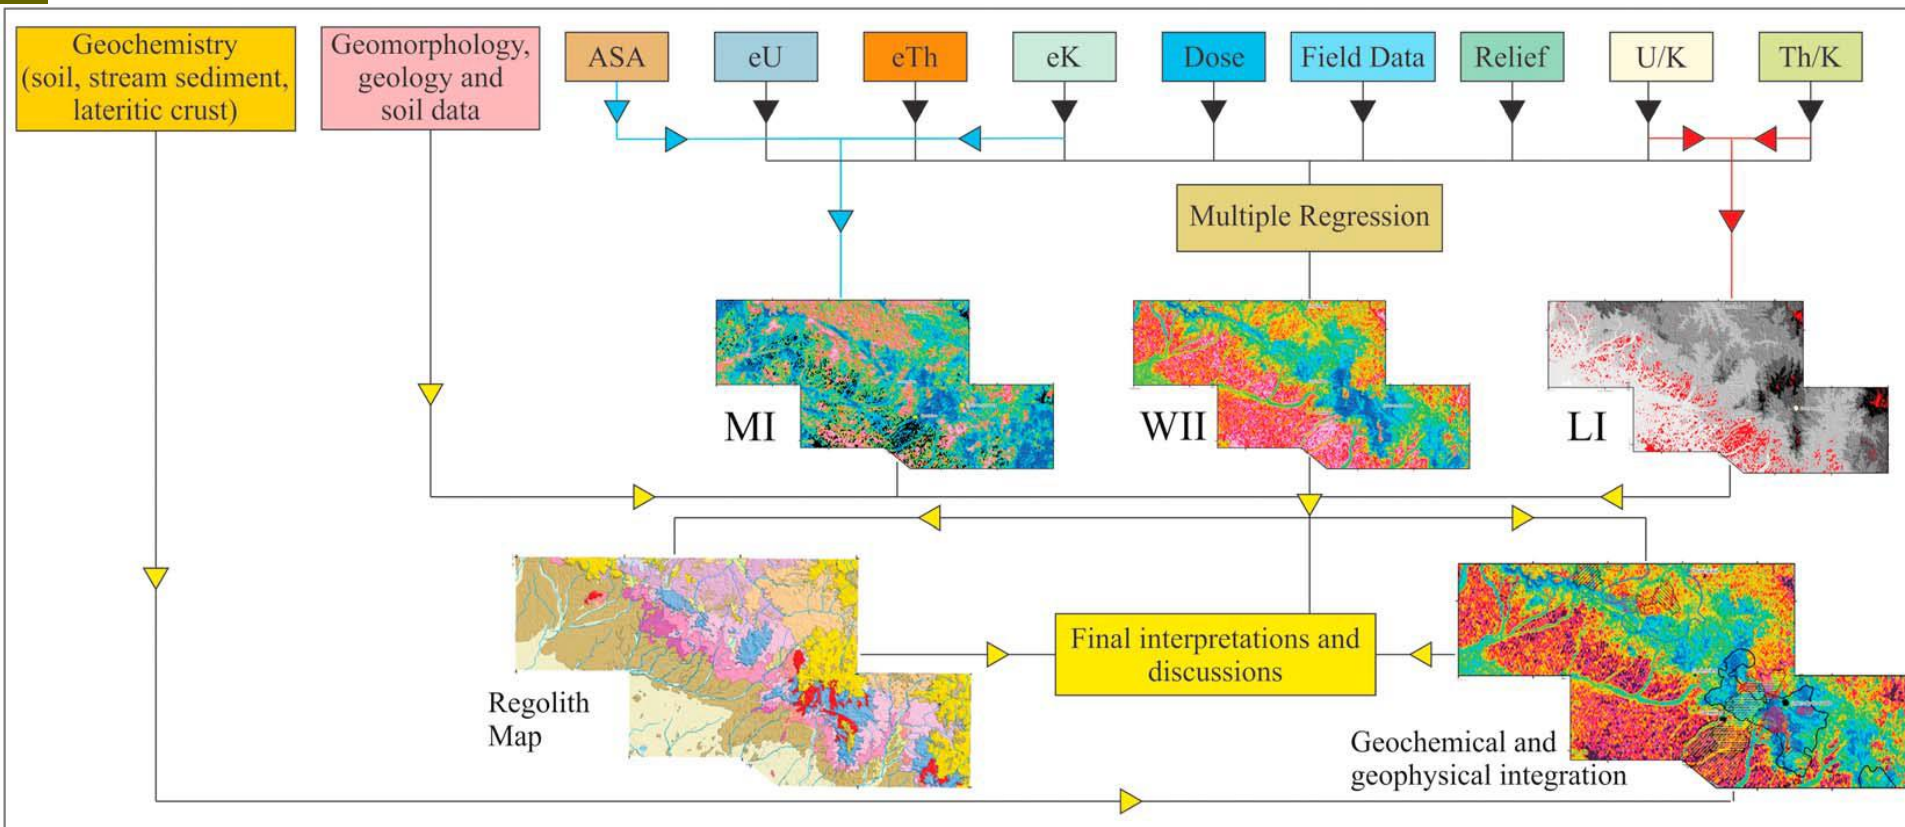 Geochemistry
(soil, stream sediment,
lateritic crust)
Geomorphology,
geology and
soil data
ASA
eU
eTh
eK
Dose
Field Data
Relief
U/K
Th/K
Multiple Regression
MI
WII
LI
Regolith
Map
Final interpretations and
discussions
Geochemical and
geophysical integration